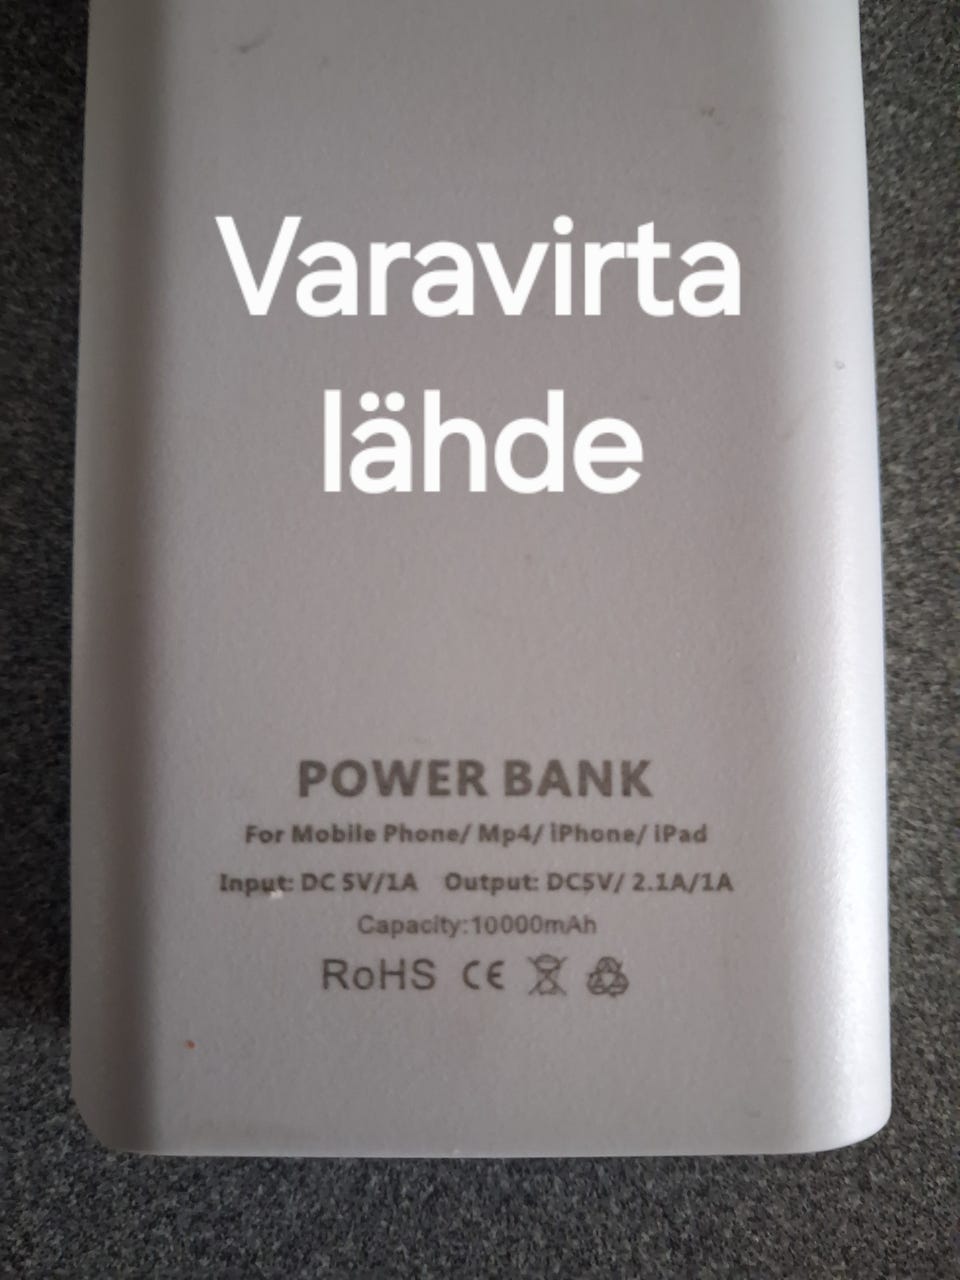 Varavirta
lähde
POWER BANK
For Mobile Phone/ Mp4/ iPhone/ iPad
Input: DC 5V/1A Output: DC5V/ 2.1A/1A
Capacity:10000mAh
RoHS CE